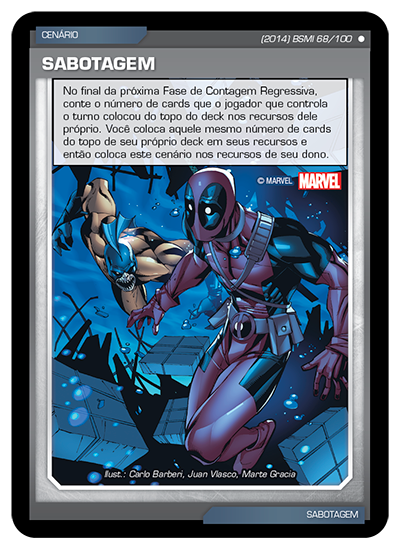 CENÁRIO
(2014) BSMI 68/100 ●
SABOTAGEM
No final da próxima Fase de Contagem Regressiva,
conte o número de cards que o jogador que controla
o turno colocou do topo do deck nos recursos dele
próprio. Você coloca aquele mesmo número de cards
do topo de seu próprio deck em seus recursos e
então coloca este cenário nos recursos de seu dono.
© MARVEL MARVEL
Ilust.: Carlo Barberi, Juan Vlasco, Marte Gracia
SABOTAGEM